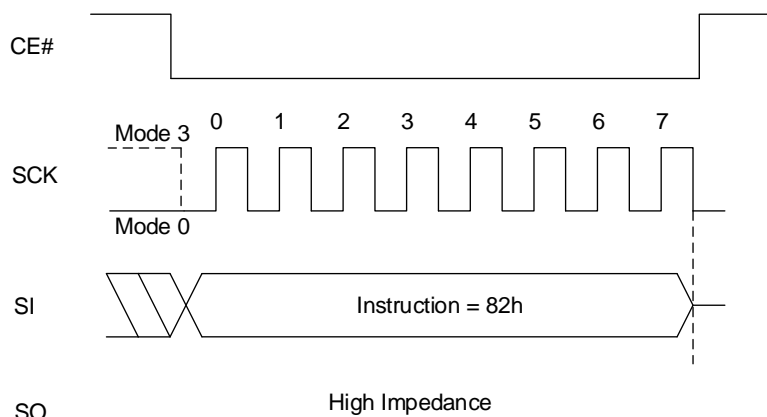 CE#
Mode 3
0 1 2 3 4 5 6 7
SCK
Mode 0
SI
Instruction = 82h
SO
High Impedance